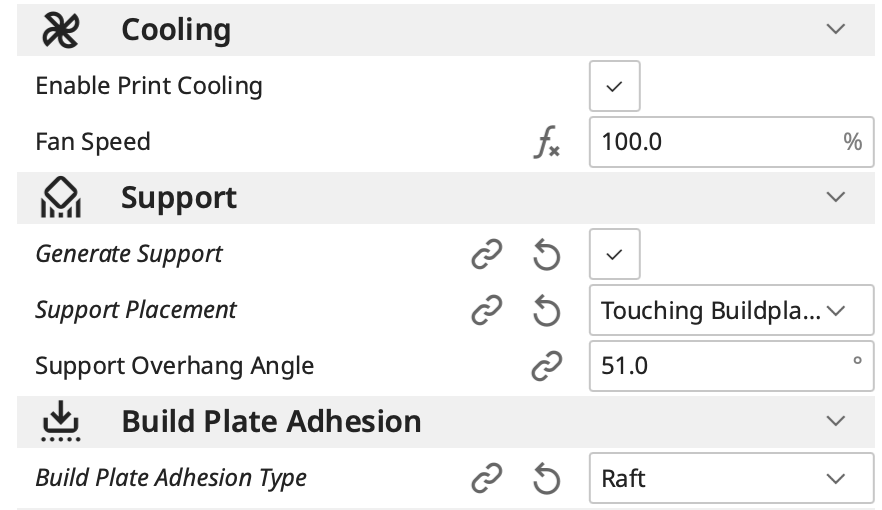 Cooling
Enable Print Cooling
Fan Speed 100.0 %
Support
Generate Support
Support Placement Touching Buildpla...
Support Overhang Angle 51.0 °
Build Plate Adhesion
Build Plate Adhesion Type Raft